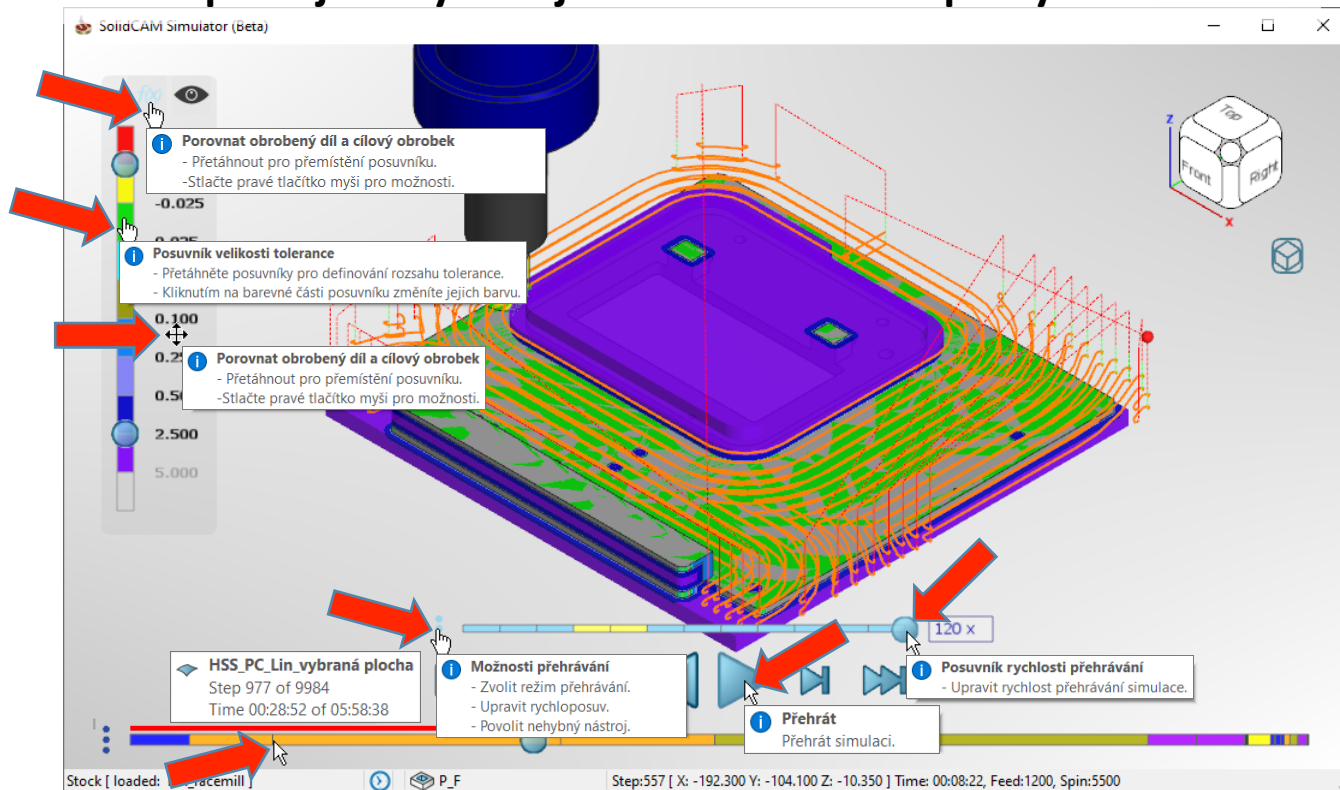 SolidCAM Simulator (Beta)
f(x)
Top
Front
Right
Z
X
Porovnat obrobený díl a cílový obrobek
- Přetáhnout pro přemístění posuvníku.
-Stlačte pravé tlačítko myši pro možnosti.
-0.025
Posuvník velikosti tolerance
- Přetáhněte posuvníky pro definování rozsahu tolerance.
- Kliknutím na barevné části posuvníku změníte jejich barvu.
0.100
Porovnat obrobený díl a cílový obrobek
- Přetáhnout pro přemístění posuvníku.
-Stlačte pravé tlačítko myši pro možnosti.
2.500
5.000
120 x
HSS_PC_Lin_vybraná plocha
Step 977 of 9984
Time 00:28:52 of 05:58:38
Možnosti přehrávání
- Zvolit režim přehrávání.
- Upravit rychloposuv.
- Povolit nehybný nástroj.
Posuvník rychlosti přehrávání
- Upravit rychlost přehrávání simulace.
Přehrát
Přehrát simulaci.
Stock [ loaded:
P_F
Step:557 [ X: -192.300 Y: -104.100 Z: -10.350 ] Time: 00:08:22, Feed:1200, Spin:5500